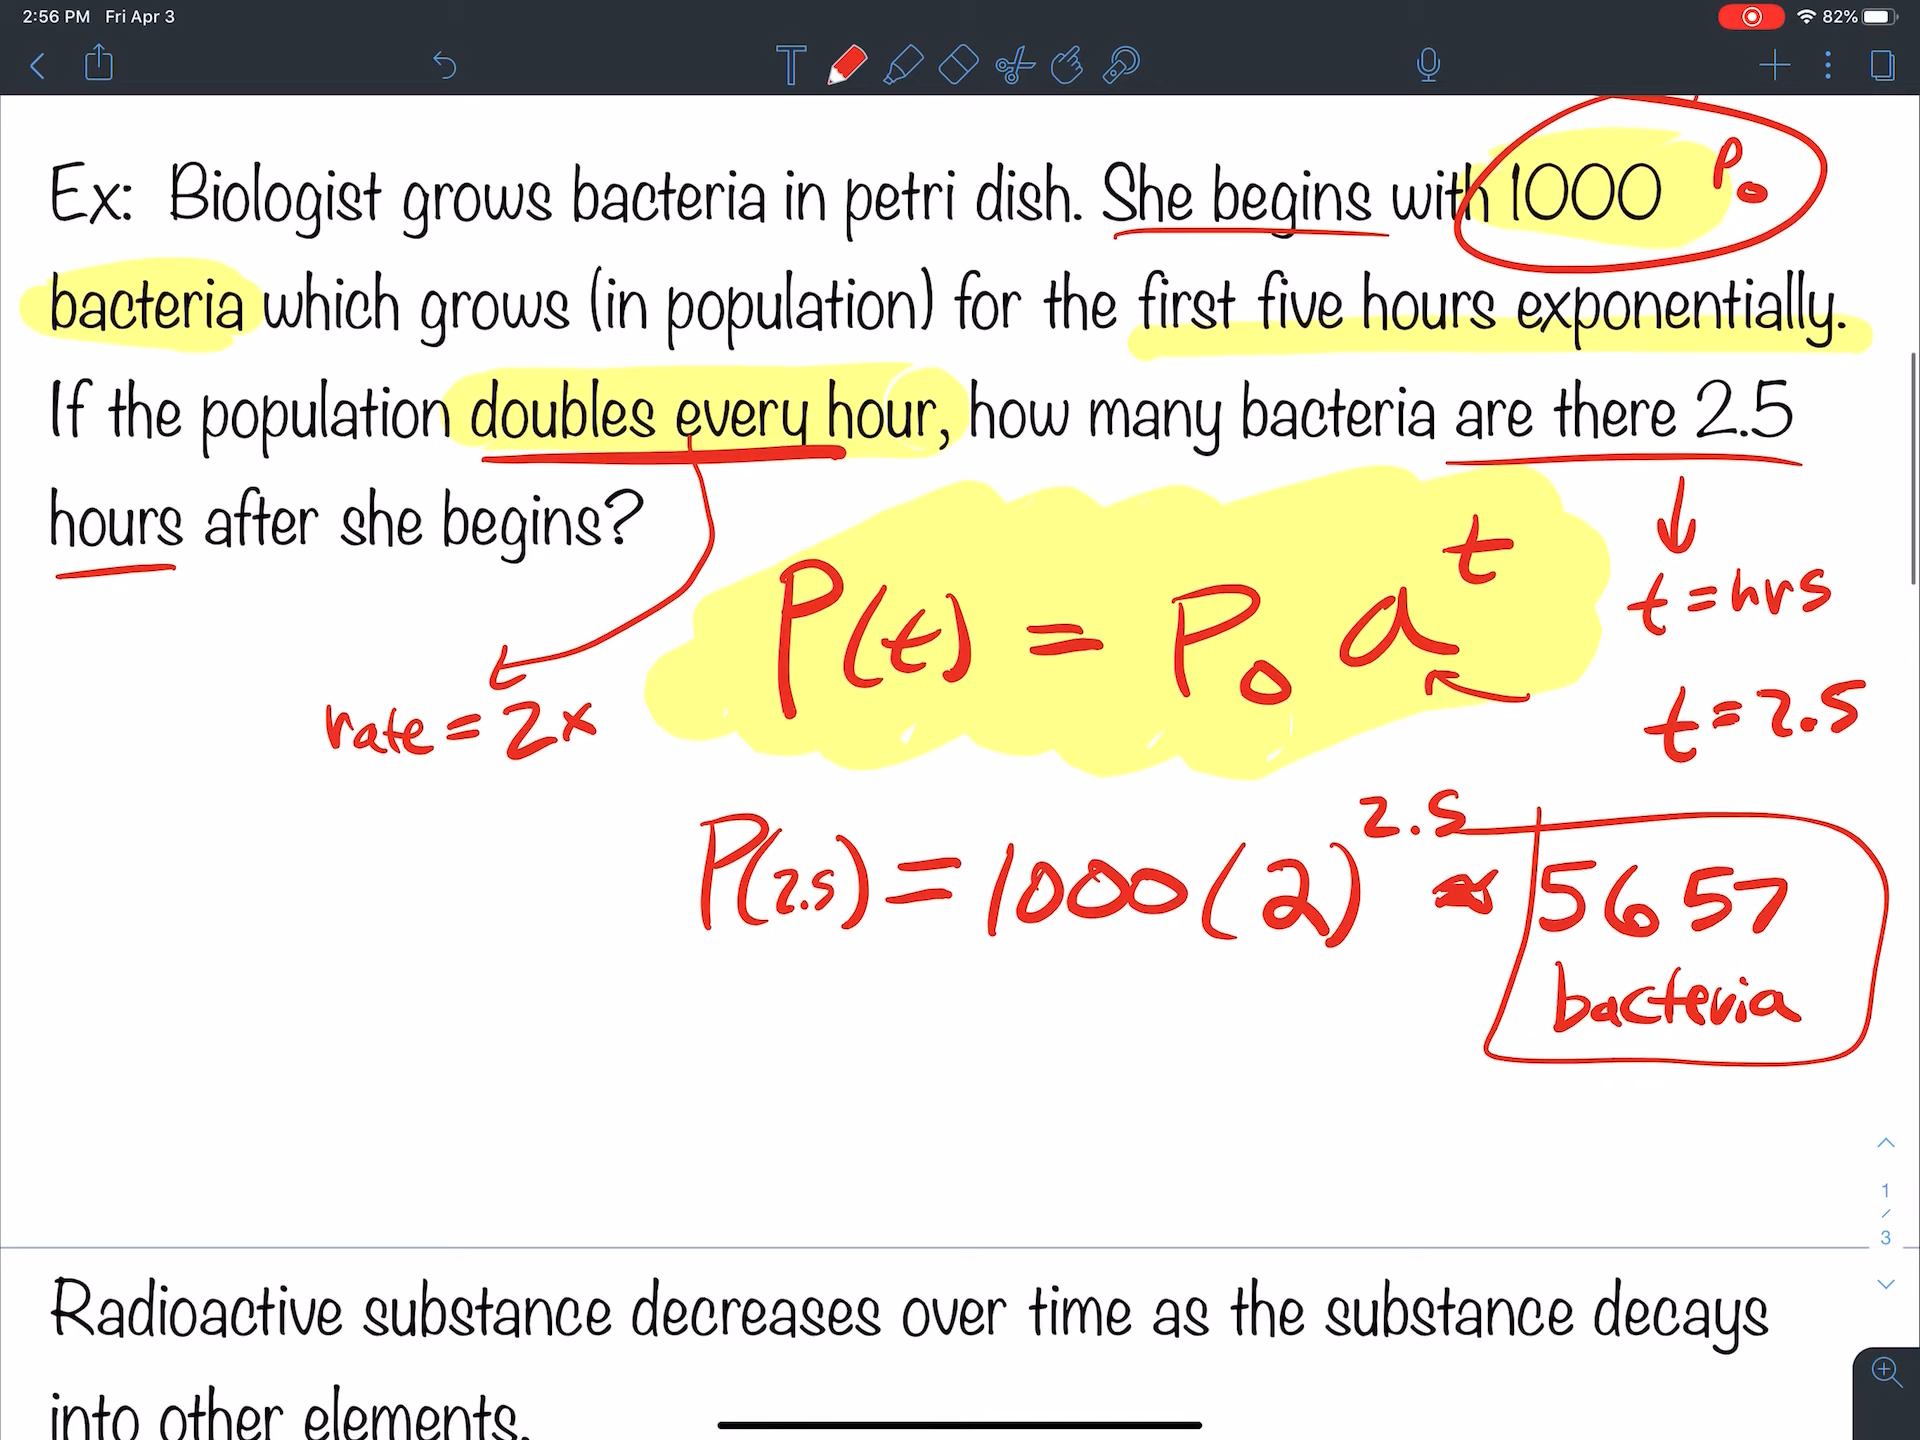 2:56 PM Fri Apr 3
82%
Ex: Biologist grows bacteria in petri dish. She begins with 1000 P₀
bacteria which grows (in population) for the first five hours exponentially.
If the population doubles every hour, how many bacteria are there 2.5
hours after she begins?
P(t) = P₀ a^t
t = hrs
rate = 2x
t = 2.5
P(2.5) = 1000 (2)^2.5 ≈ 5657
bacteria
1
/
3
Radioactive substance decreases over time as the substance decays
into other elements.